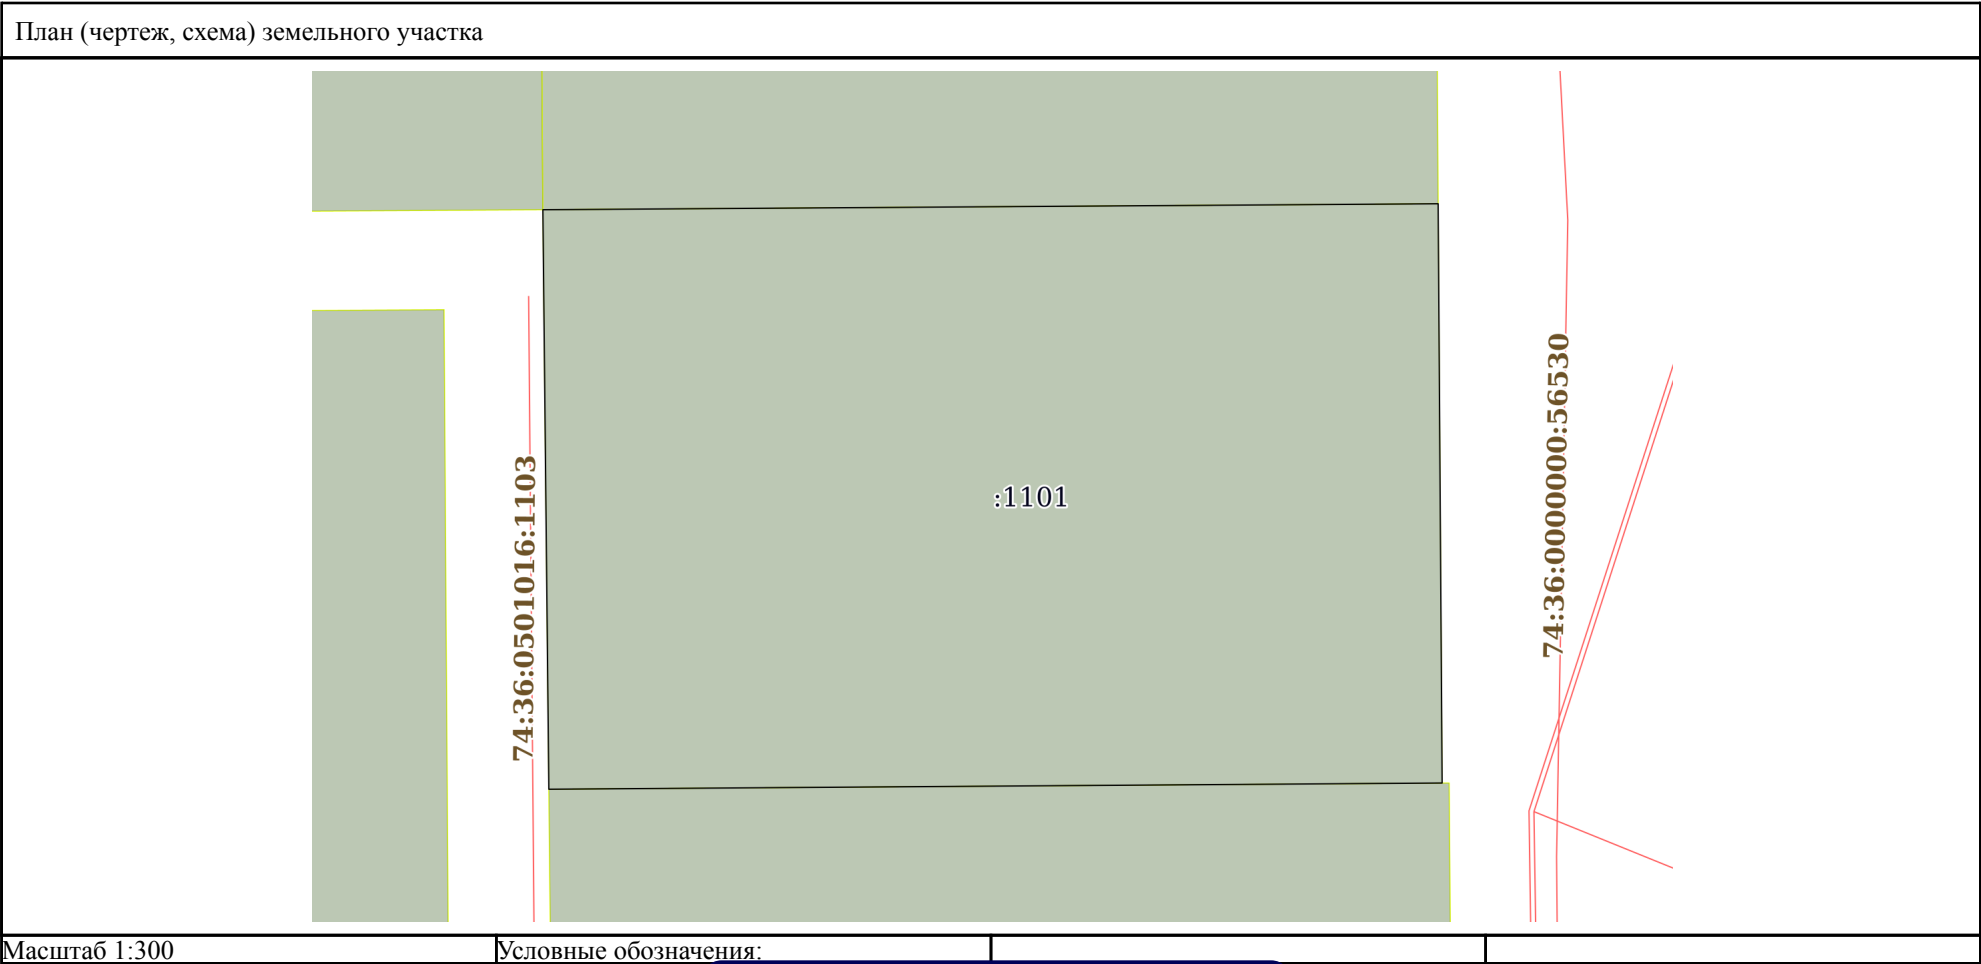 План (чертеж, схема) земельного участка
:1101
74:36:0501016:1103
74:36:0000000:56530
Масштаб 1:300
Условные обозначения: